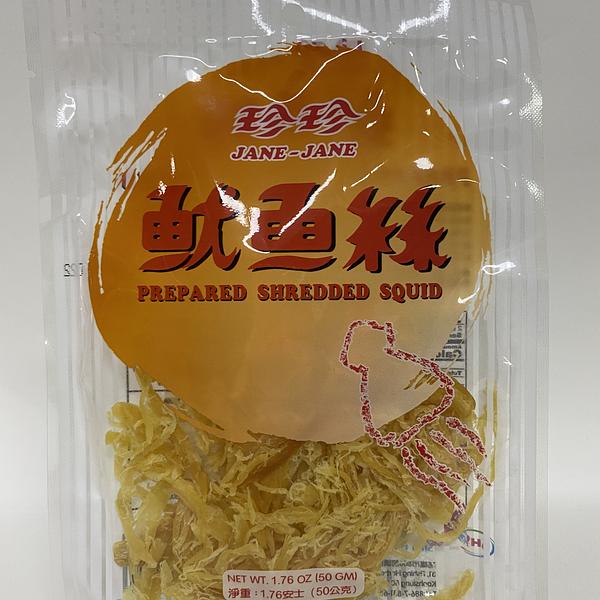 珍珍
JANE-JANE
魷魚絲
PREPARED SHREDDED SQUID
NET WT. 1.76 OZ (50 GM)
淨重：1.76安士（50公克）